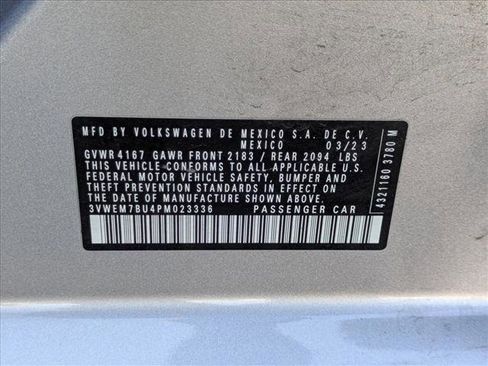 MFD BY VOLKSWAGEN DE MEXICO S.A. DE C.V.
MEXICO 03/23
GVWR 4167 GAWR FRONT 2183 / REAR 2094 LBS
THIS VEHICLE CONFORMS TO ALL APPLICABLE U.S.
FEDERAL MOTOR VEHICLE SAFETY, BUMPER AND
THEFT PREVENTION STANDARDS IN EFFECT ON THE
DATE OF MANUFACTURE SHOWN ABOVE.
3VWEM7BU4PM023336 PASSENGER CAR
4321160 3780 M